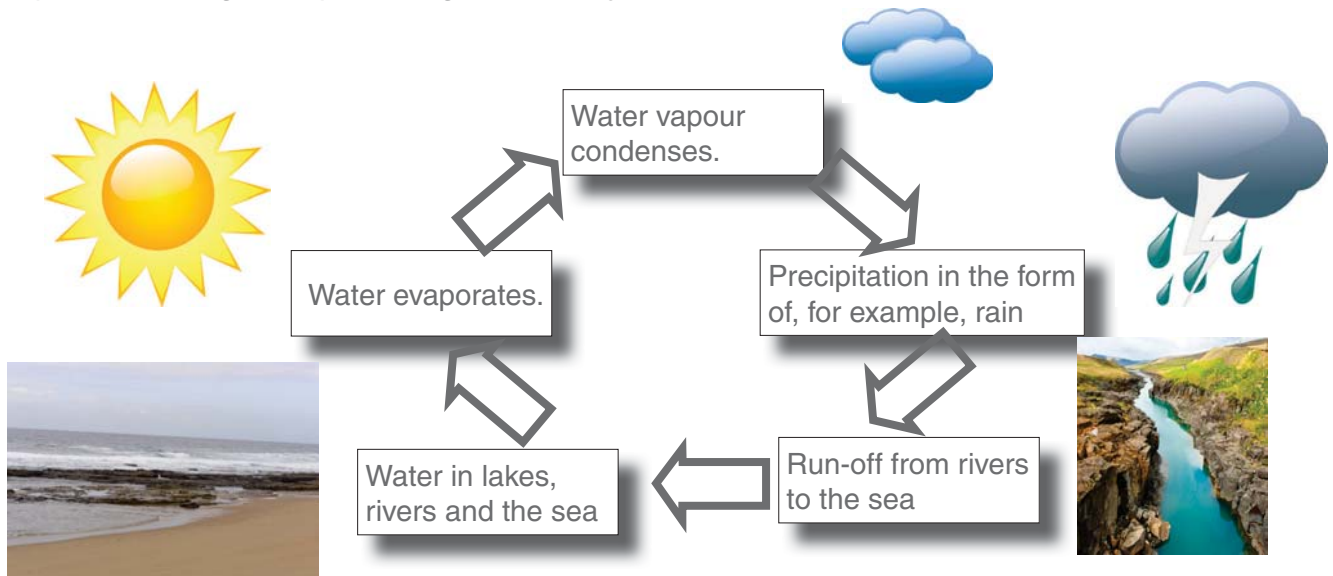 Water vapour
condenses.
Precipitation in the form
of, for example, rain
Run-off from rivers
to the sea
Water in lakes,
rivers and the sea
Water evaporates.